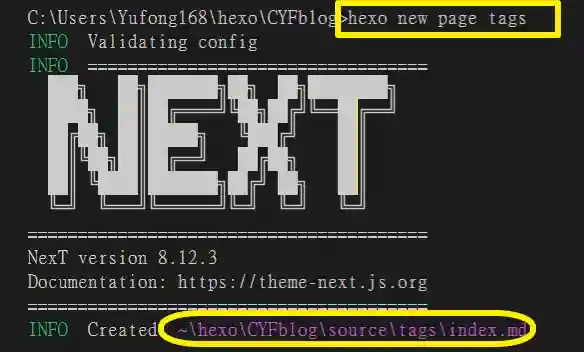 C:\Users\Yufong168\hexo\CYFblog>hexo new page tags
INFO  Validating config
INFO  ===================================
NEXT
========================================
NexT version 8.12.3
Documentation: https://theme-next.js.org
========================================
INFO  Created: ~\hexo\CYFblog\source\tags\index.md